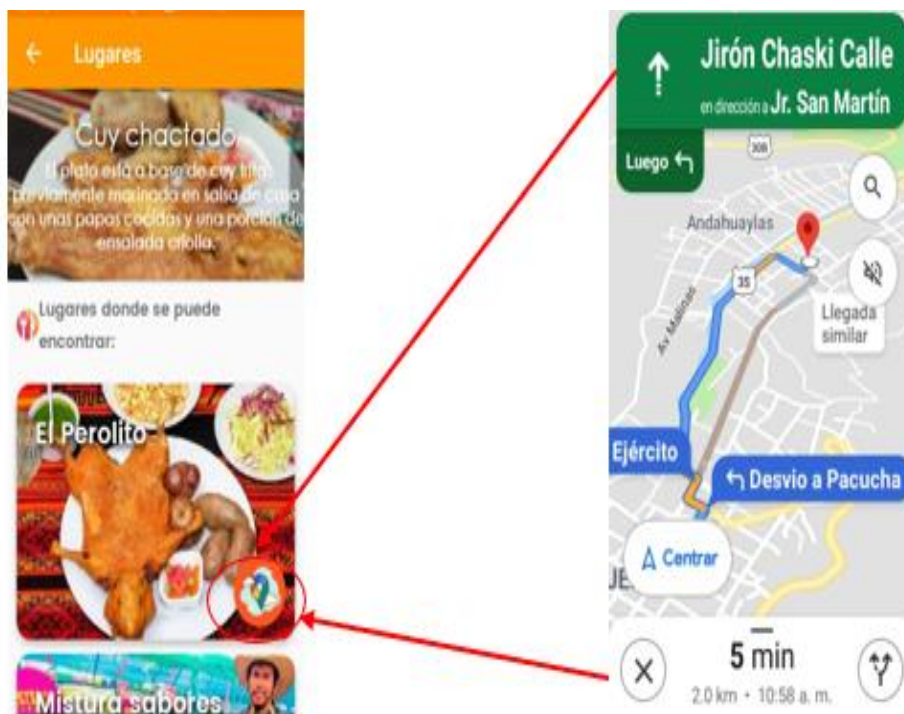 Lugares
Cuy chactado
El plato está a base de cuy frito
previamente marinado en salsa de casa
con unas papas cocidas y una porción de
ensalada criolla.
Lugares donde se puede
encontrar:
El Perolito
Mistura sabores
Jirón Chaski Calle
en dirección a Jr. San Martín
Luego
30B
Andahuaylas
35
Av Malinas
Llegada
similar
Ejército
Desvio a Pacucha
Centrar
5 min
2.0 km • 10:58 a. m.